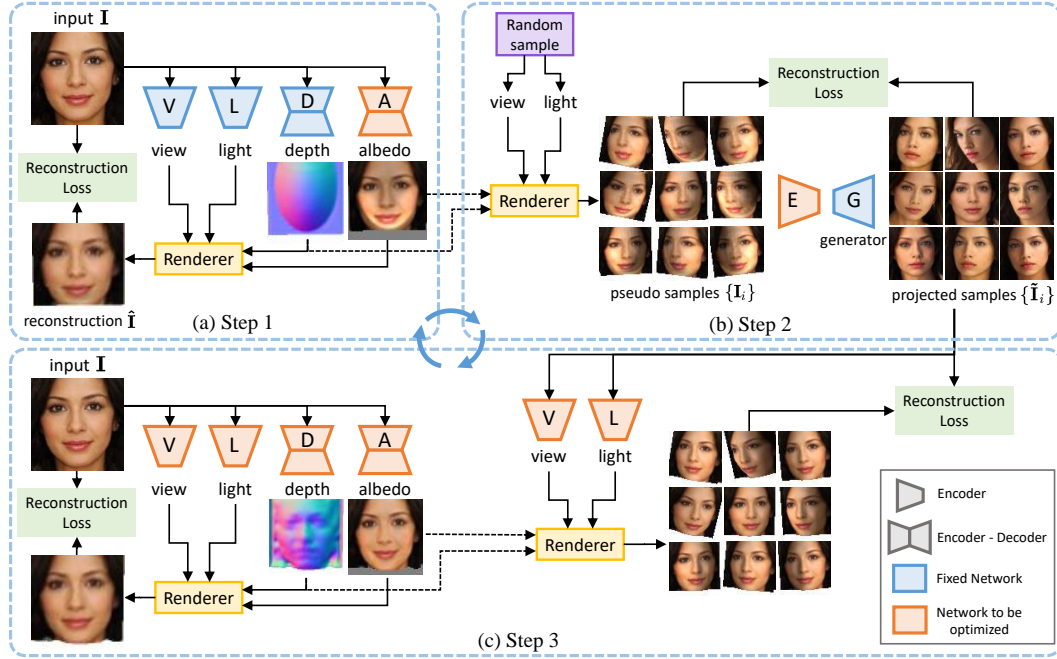 input I
V
L
D
A
Reconstruction
Loss
view
light
depth
albedo
Renderer
reconstruction Î
(a) Step 1
Random
sample
view
light
Renderer
Reconstruction
Loss
E
G
generator
pseudo samples {I_i}
projected samples {Ĩ_i}
(b) Step 2
input I
V
L
D
A
Reconstruction
Loss
view
light
depth
albedo
Renderer
V
L
view
light
Renderer
Reconstruction
Loss
(c) Step 3
Encoder
Encoder - Decoder
Fixed Network
Network to be
optimized